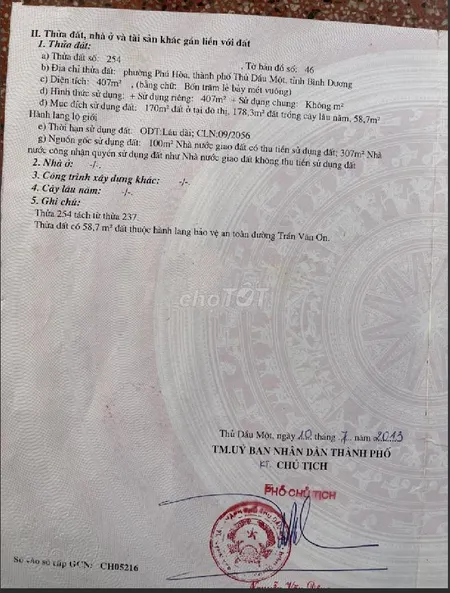 II. Thửa đất, nhà ở và tài sản khác gắn liền với đất
1. Thửa đất:
a) Thửa đất số: 254 , Tờ bản đồ số: 46
b) Địa chỉ thửa đất: phường Phú Hòa, thành phố Thủ Dầu Một, tỉnh Bình Dương
c) Diện tích: 407m² , (bằng chữ: Bốn trăm lẻ bảy mét vuông)
d) Hình thức sử dụng: + Sử dụng riêng: 407m² + Sử dụng chung: Không m²
đ) Mục đích sử dụng đất: 170m² đất ở tại đô thị, 178,3m² đất trồng cây lâu năm, 58,7m²
Hành lang lộ giới
e) Thời hạn sử dụng đất: ODT:Lâu dài; CLN:09/2056
g) Nguồn gốc sử dụng đất: 100m² Nhà nước giao đất có thu tiền sử dụng đất; 307m² Nhà
nước công nhận quyền sử dụng đất như Nhà nước giao đất không thu tiền sử dụng đất
2. Nhà ở: -/-
3. Công trình xây dựng khác: -/-
4. Cây lâu năm: -/-
5. Ghi chú:
Thửa 254 tách từ thửa 237.
Thửa đất có 58,7 m² đất thuộc hành lang bảo vệ an toàn đường Trần Văn Ơn.
chợTỐT
Thủ Dầu Một, ngày 10 tháng 7 năm 2013
TM.UỶ BAN NHÂN DÂN THÀNH PHỐ
KT. CHỦ TỊCH
PHÓ CHỦ TỊCH
Số vào sổ cấp GCN: CH05216